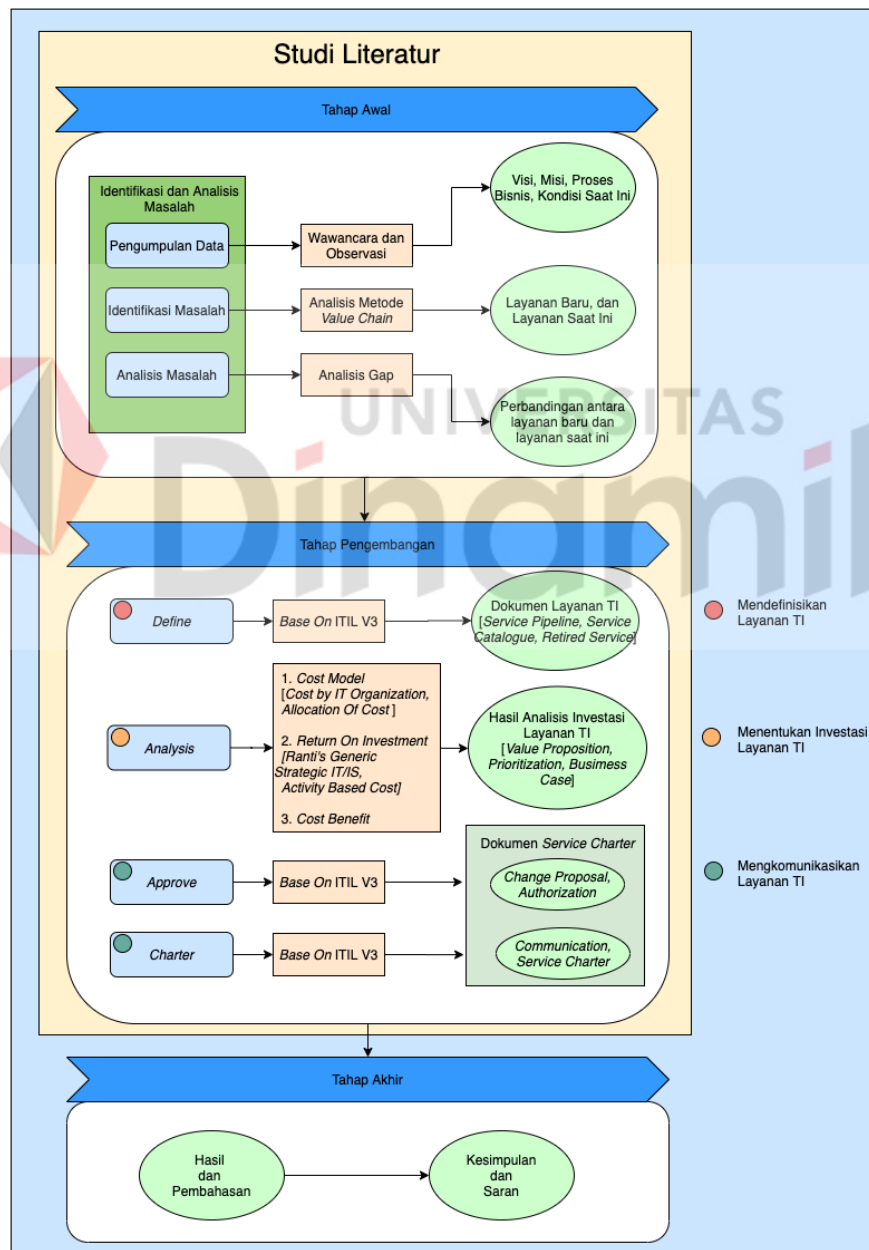 Studi Literatur
Tahap Awal
Identifikasi dan Analisis
Masalah
Pengumpulan Data
Wawancara dan
Observasi
Visi, Misi, Proses
Bisnis, Kondisi Saat Ini
Identifikasi Masalah
Analisis Metode
Value Chain
Layanan Baru, dan
Layanan Saat Ini
Analisis Masalah
Analisis Gap
Perbandingan antara
layanan baru dan
layanan saat ini
UNIVERSITAS
Dinamik
Tahap Pengembangan
Define
Base On ITIL V3
Dokumen Layanan TI
[Service Pipeline, Service
Catalogue, Retired Service]
Mendefinisikan
Layanan TI
Analysis
1. Cost Model
[Cost by IT Organization,
Allocation Of Cost ]
2. Return On Investment
[Ranti's Generic
Strategic IT/IS,
Activity Based Cost]
3. Cost Benefit
Hasil Analisis Investasi
Layanan TI
[Value Proposition,
Prioritization, Business
Case]
Menentukan Investasi
Layanan TI
Dokumen Service Charter
Approve
Base On ITIL V3
Change Proposal,
Authorization
Mengkomunikasikan
Layanan TI
Charter
Base On ITIL V3
Communication,
Service Charter
Tahap Akhir
Hasil
dan
Pembahasan
Kesimpulan
dan
Saran